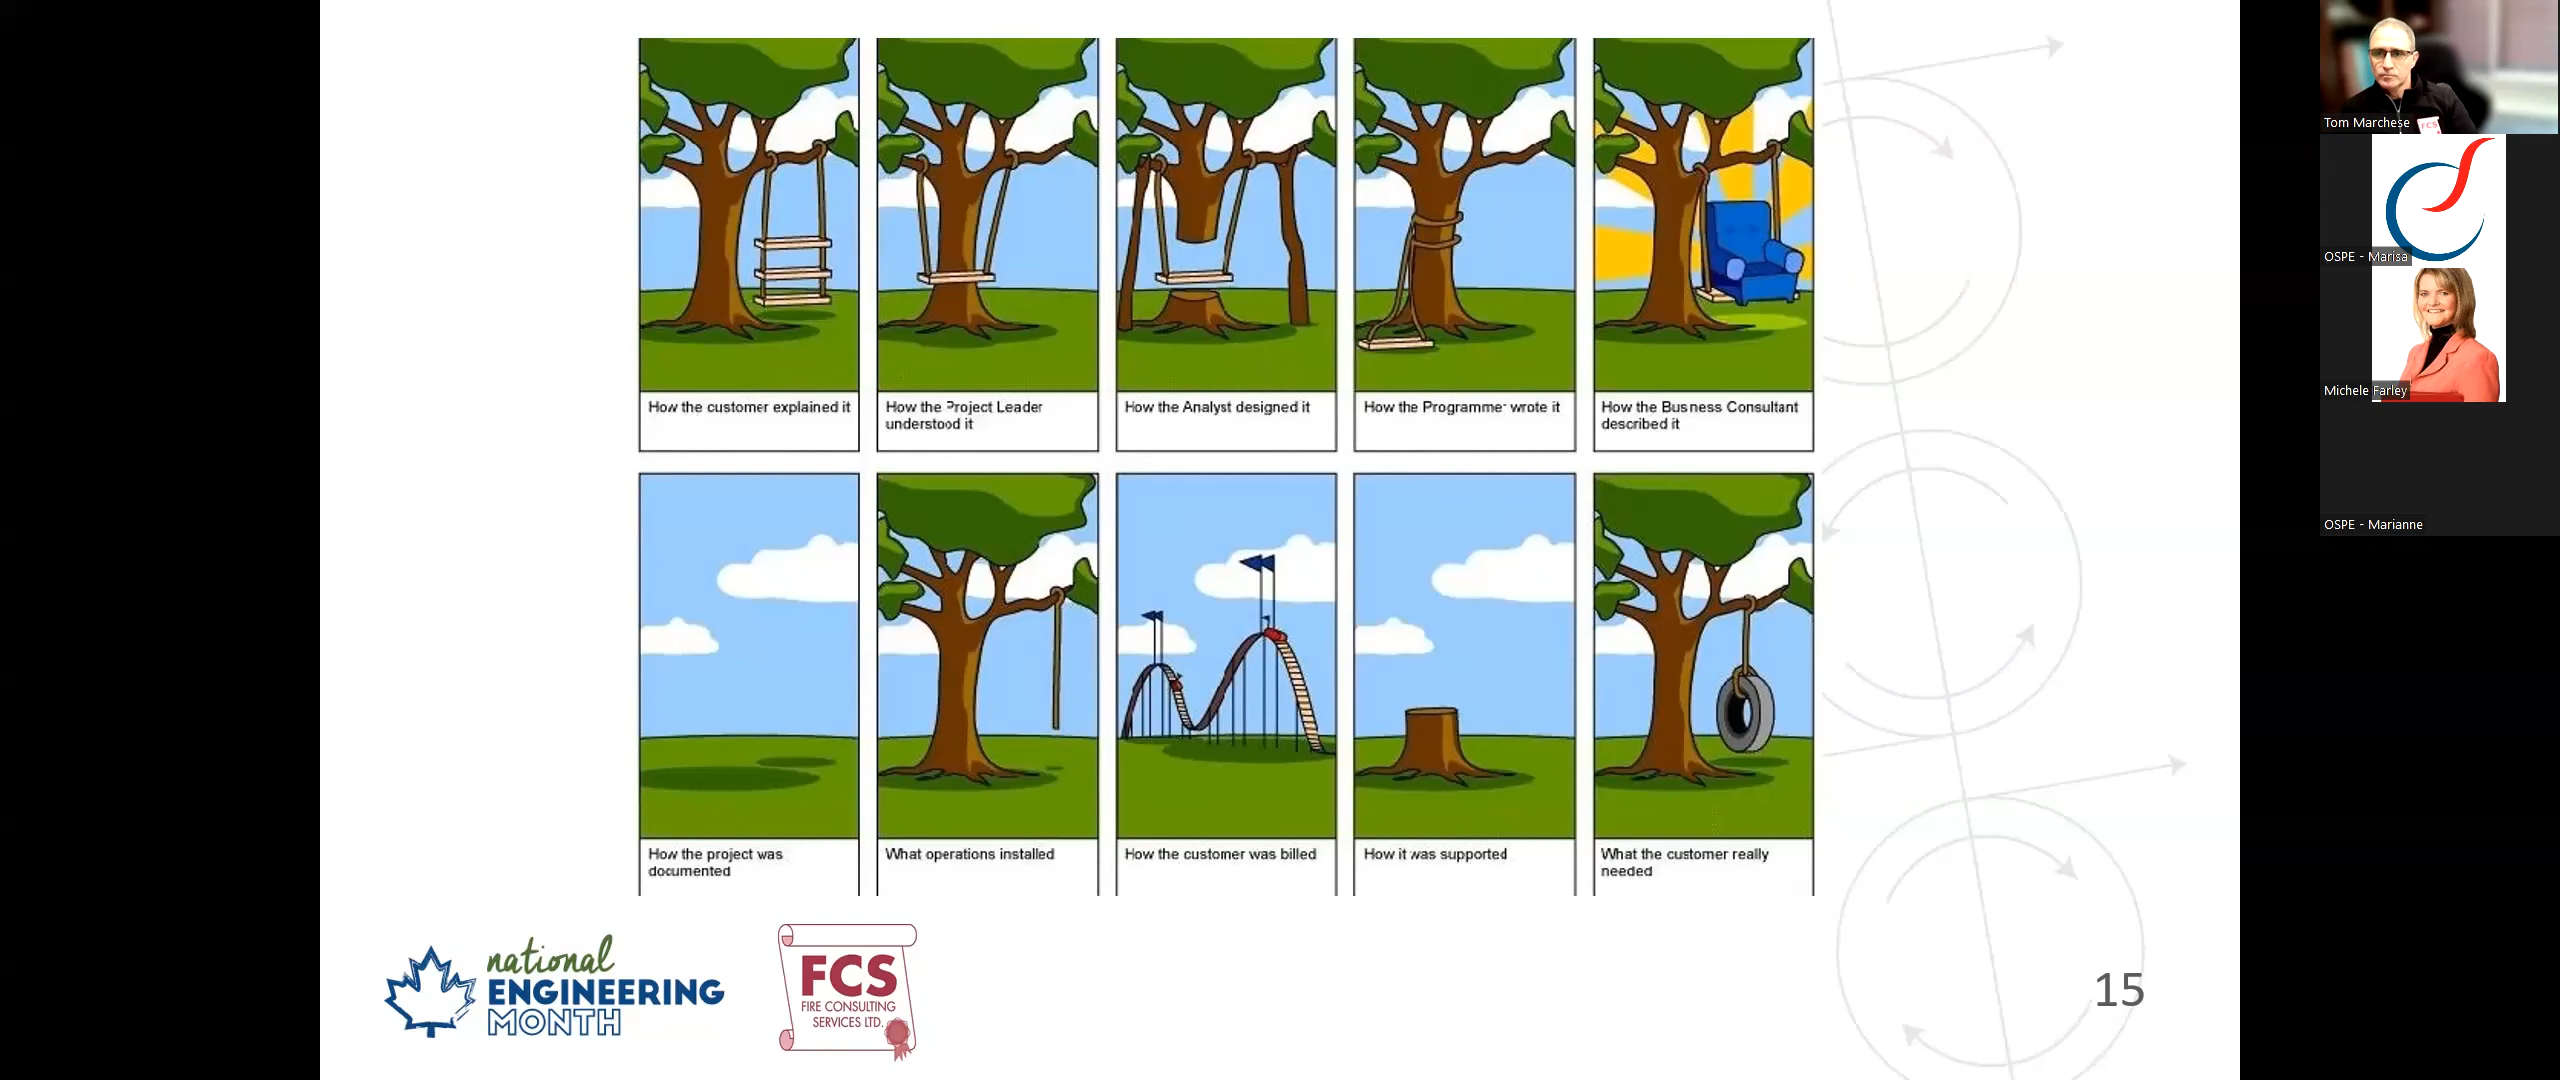 How the customer explained it
How the Project Leader
understood it
How the Analyst designed it
How the Programmer wrote it
How the Business Consultant
described it
How the project was
documented
What operations installed
How the customer was billed
How it was supported
What the customer really
needed
national
ENGINEERING
MONTH
FCS
FIRE CONSULTING
SERVICES LTD.
15
Tom Marchese
FCS
OSPE - Marisa
Michele Farley
OSPE - Marianne